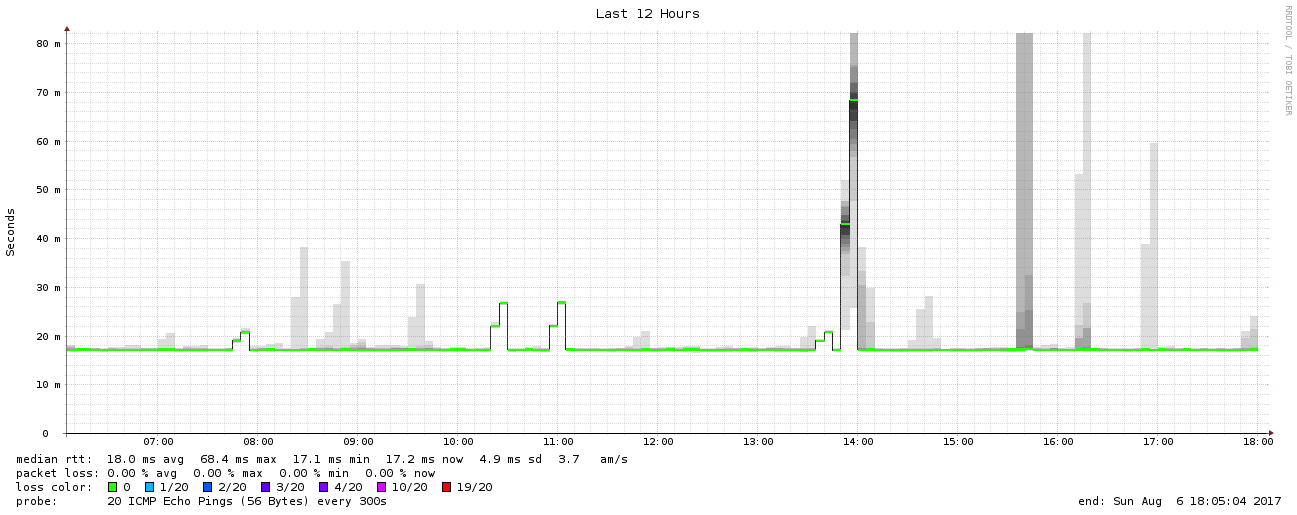 Last 12 Hours
RRDTOOL / TOBI OETIKER
Seconds
80 m
70 m
60 m
50 m
40 m
30 m
20 m
10 m
0
07:00 08:00 09:00 10:00 11:00 12:00 13:00 14:00 15:00 16:00 17:00 18:00
median rtt: 18.0 ms avg 68.4 ms max 17.1 ms min 17.2 ms now 4.9 ms sd 3.7 am/s
packet loss: 0.00 % avg 0.00 % max 0.00 % min 0.00 % now
loss color: 0 1/20 2/20 3/20 4/20 10/20 19/20
probe: 20 ICMP Echo Pings (56 Bytes) every 300s end: Sun Aug 6 18:05:04 2017